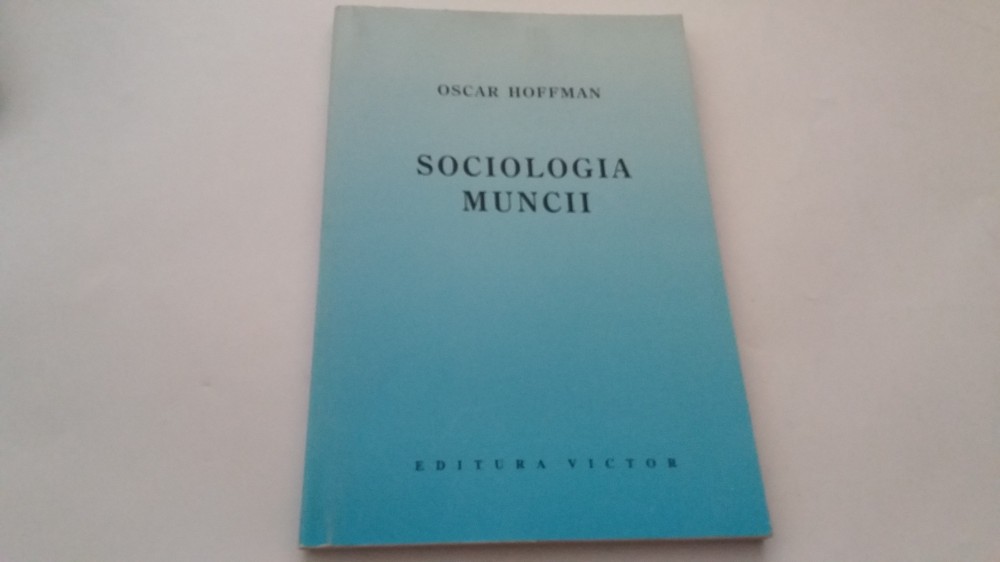 OSCAR HOFFMAN
SOCIOLOGIA
MUNCII
EDITURA VICTOR